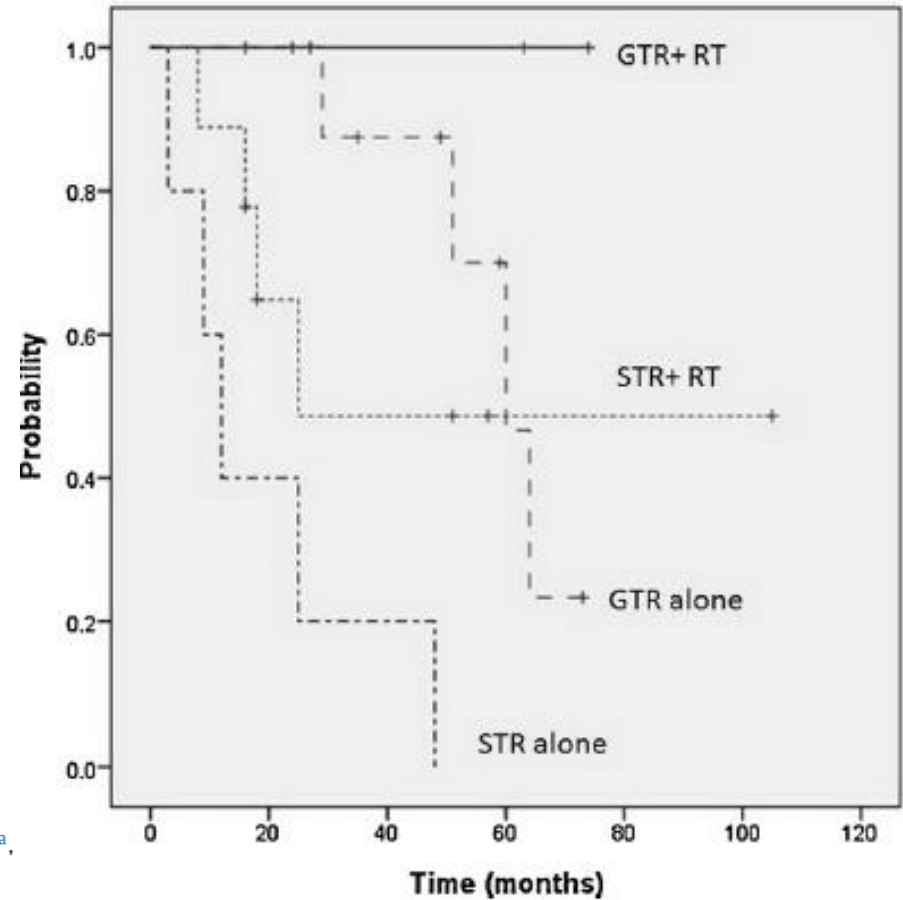 1.0
GTR+ RT
0.8
0.6
STR+ RT
Probability
0.4
GTR alone
0.2
STR alone
0.0
a,
0 20 40 60 80 100 120
Time (months)